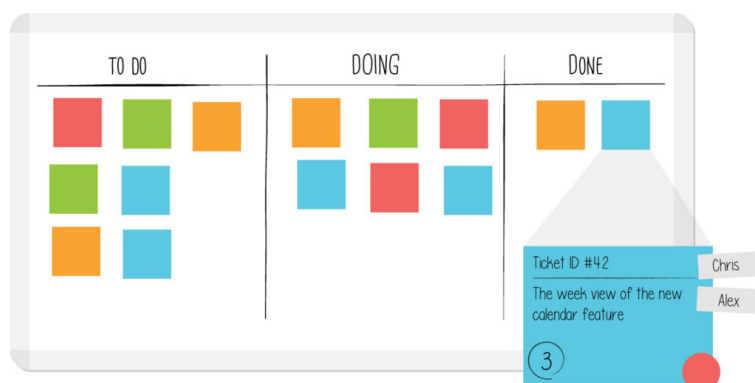 TO DO
DOING
DONE
Ticket ID #42
Chris
The week view of the new
calendar feature
Alex
3